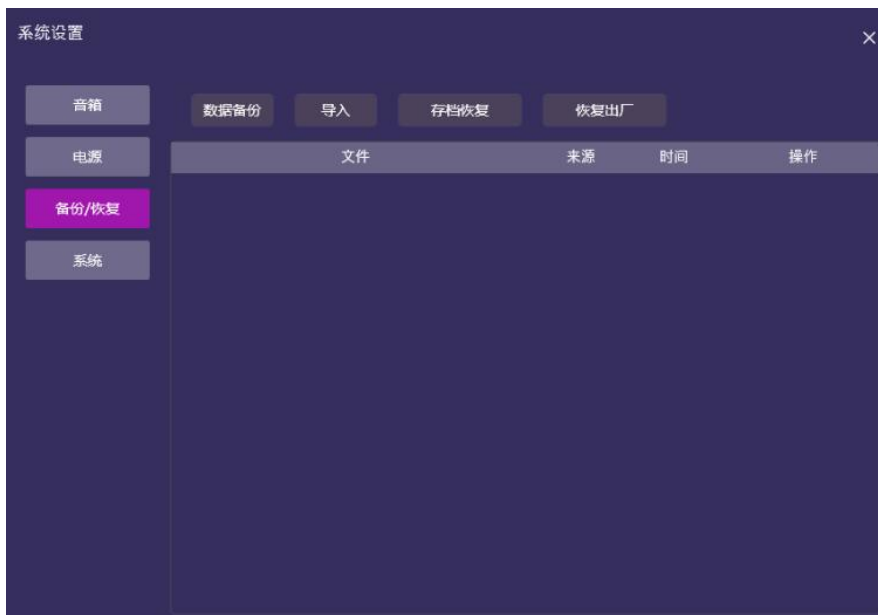 系统设置
×
音箱
数据备份 导入 存档恢复 恢复出厂
电源
文件 来源 时间 操作
备份/恢复
系统